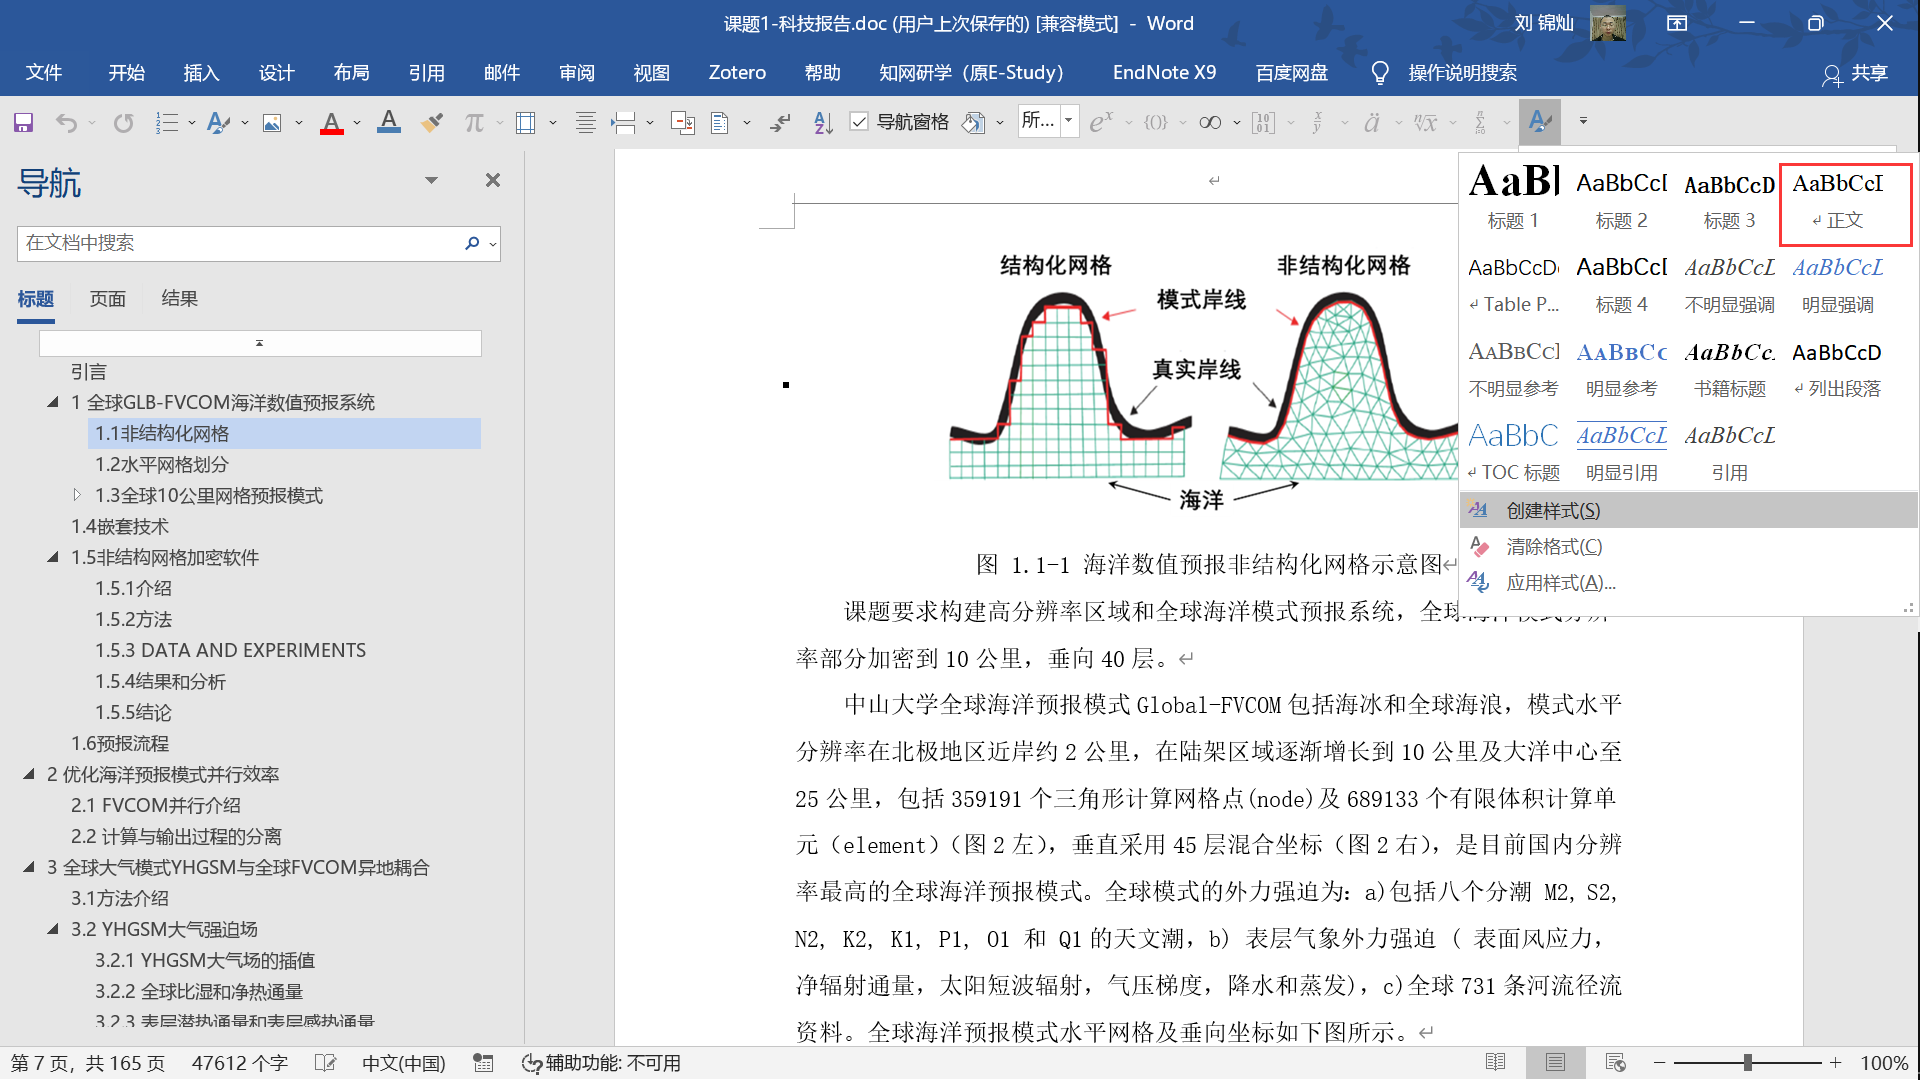 课题1-科技报告.doc (用户上次保存的) [兼容模式] - Word
刘 锦灿
文件 开始 插入 设计 布局 引用 邮件 审阅 视图 Zotero 帮助 知网研学（原E-Study） EndNote X9 百度网盘 操作说明搜索 共享
导航窗格 所...
导航
在文档中搜索
标题 页面 结果
引言
1 全球GLB-FVCOM海洋数值预报系统
1.1非结构化网格
1.2水平网格划分
1.3全球10公里网格预报模式
1.4嵌套技术
1.5非结构网格加密软件
1.5.1介绍
1.5.2方法
1.5.3 DATA AND EXPERIMENTS
1.5.4结果和分析
1.5.5结论
1.6预报流程
2 优化海洋预报模式并行效率
2.1 FVCOM并行介绍
2.2 计算与输出过程的分离
3 全球大气模式YHGSM与全球FVCOM异地耦合
3.1方法介绍
3.2 YHGSM大气强迫场
3.2.1 YHGSM大气场的插值
3.2.2 全球比湿和净热通量
3.2.3 表层潜热通量和表层感热通量
结构化网格 非结构化网格
模式岸线
真实岸线
海洋
图 1.1-1 海洋数值预报非结构化网格示意图
课题要求构建高分辨率区域和全球海洋模式预报系统，全球海洋模式分辨
率部分加密到 10 公里，垂向 40 层。
中山大学全球海洋预报模式 Global-FVCOM 包括海冰和全球海浪，模式水平
分辨率在北极地区近岸约 2 公里，在陆架区域逐渐增长到 10 公里及大洋中心至
25 公里，包括 359191 个三角形计算网格点(node)及 689133 个有限体积计算单
元（element）（图 2 左），垂直采用 45 层混合坐标（图 2 右），是目前国内分辨
率最高的全球海洋预报模式。全球模式的外力强迫为：a)包括八个分潮 M2, S2,
N2, K2, K1, P1, O1 和 Q1 的天文潮，b) 表层气象外力强迫 ( 表面风应力，
净辐射通量，太阳短波辐射，气压梯度，降水和蒸发)，c)全球 731 条河流径流
资料。全球海洋预报模式水平网格及垂向坐标如下图所示。
AaBl AaBbCcI AaBbCcD AaBbCcI
标题 1 标题 2 标题 3 正文
AaBbCcD AaBbCcI AaBbCcL AaBbCcL
Table P... 标题 4 不明显强调 明显强调
AaBbCcI AaBbCc AaBbCc AaBbCcD
不明显参考 明显参考 书籍标题 列出段落
AaBbC AaBbCcL AaBbCcL
TOC 标题 明显引用 引用
创建样式(S)
清除格式(C)
应用样式(A)...
第 7 页，共 165 页 47612 个字 中文(中国) 辅助功能: 不可用 100%